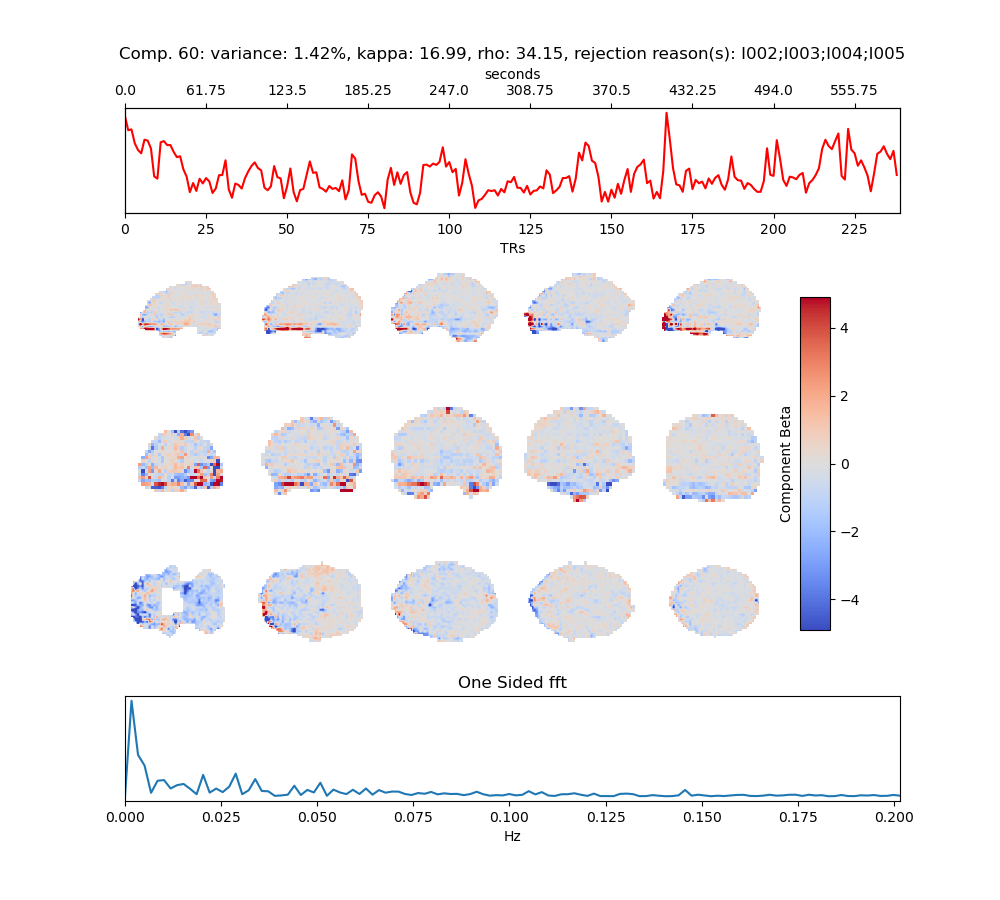 Comp. 60: variance: 1.42%, kappa: 16.99, rho: 34.15, rejection reason(s): I002;I003;I004;I005
seconds
0.0 61.75 123.5 185.25 247.0 308.75 370.5 432.25 494.0 555.75
0 25 50 75 100 125 150 175 200 225
TRs
4
2
0
−2
−4
Component Beta
One Sided fft
0.000 0.025 0.050 0.075 0.100 0.125 0.150 0.175 0.200
Hz